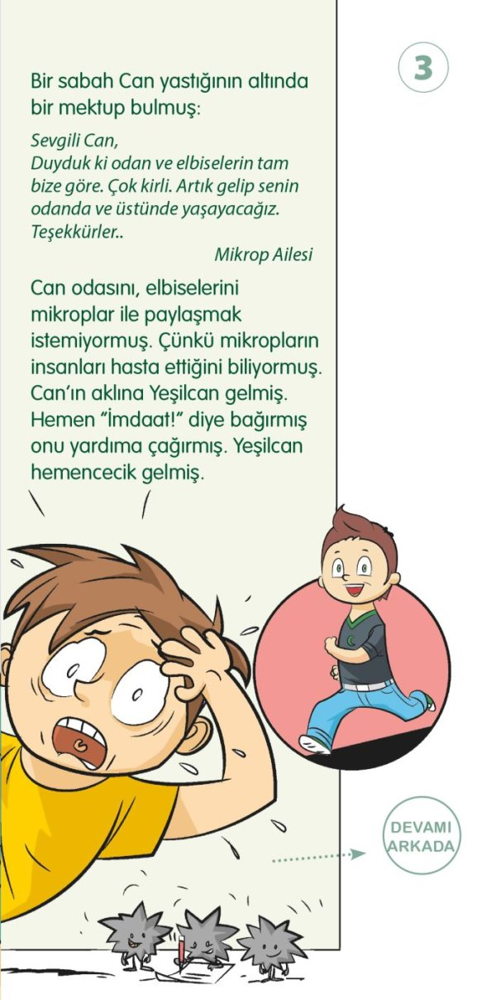 3
Bir sabah Can yastığının altında
bir mektup bulmuş:
Sevgili Can,
Duyduk ki odan ve elbiselerin tam
bize göre. Çok kirli. Artık gelip senin
odanda ve üstünde yaşayacağız.
Teşekkürler..
Mikrop Ailesi
Can odasını, elbiselerini
mikroplar ile paylaşmak
istemiyormuş. Çünkü mikropların
insanları hasta ettiğini biliyormuş.
Can’ın aklına Yeşilcan gelmiş.
Hemen ”İmdaat!” diye bağırmış
onu yardıma çağırmış. Yeşilcan
hemencecik gelmiş.
DEVAMI
ARKADA